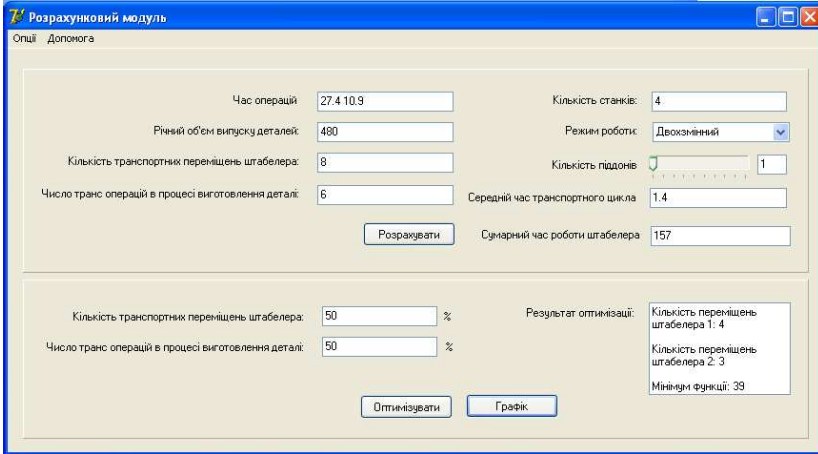 Розрахунковий модуль
Опції Допомога
Час операцій 27.4 10.9
Кількість станків: 4
Річний об'єм випуску деталей: 480
Режим роботи: Двохзмінний
Кількість транспортних переміщень штабелера: 8
Кількість піддонів 1
Число транс операцій в процесі виготовлення деталі: 6
Середній час транспортного цикла 1.4
Розрахувати
Сумарний час роботи штабелера 157
Кількість транспортних переміщень штабелера: 50 %
Число транс операцій в процесі виготовлення деталі: 50 %
Результат оптимізації:
Кількість переміщень
штабелера 1: 4
Кількість переміщень
штабелера 2: 3
Мінімум функції: 39
Оптимізувати Графік